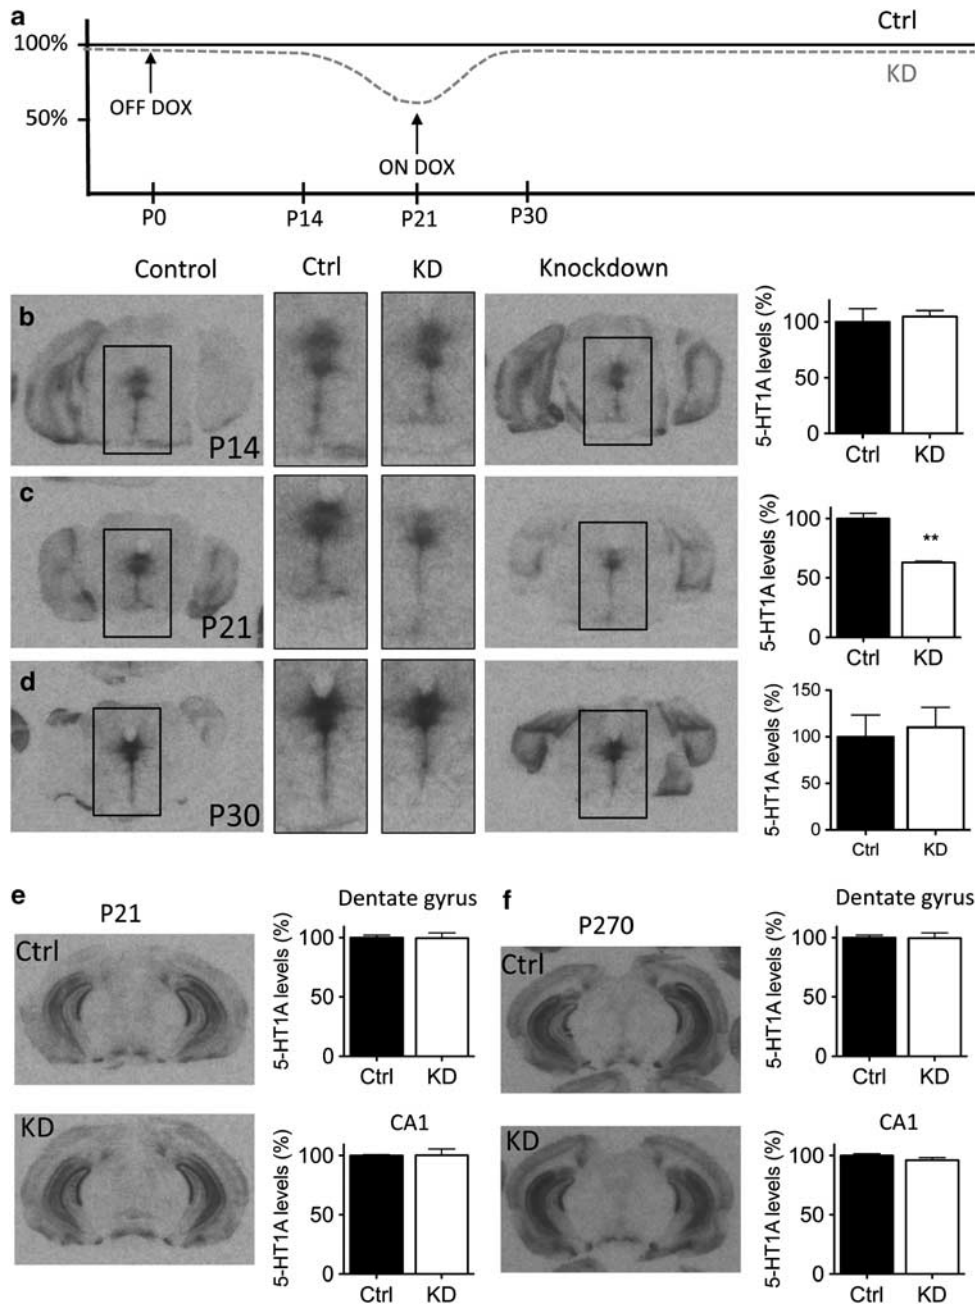 a
Ctrl
100%
KD
OFF DOX
50%
ON DOX
P0
P14
P21
P30
Control
Ctrl
KD
Knockdown
b
P14
5-HT1A levels (%)
100
50
0
Ctrl
KD
c
P21
5-HT1A levels (%)
100
50
0
**
Ctrl
KD
d
P30
5-HT1A levels (%)
150
100
50
0
Ctrl
KD
e
P21
Ctrl
KD
Dentate gyrus
5-HT1A levels (%)
100
50
0
Ctrl
KD
CA1
5-HT1A levels (%)
100
50
0
Ctrl
KD
f
P270
Ctrl
KD
Dentate gyrus
5-HT1A levels (%)
100
50
0
Ctrl
KD
CA1
5-HT1A levels (%)
100
50
0
Ctrl
KD